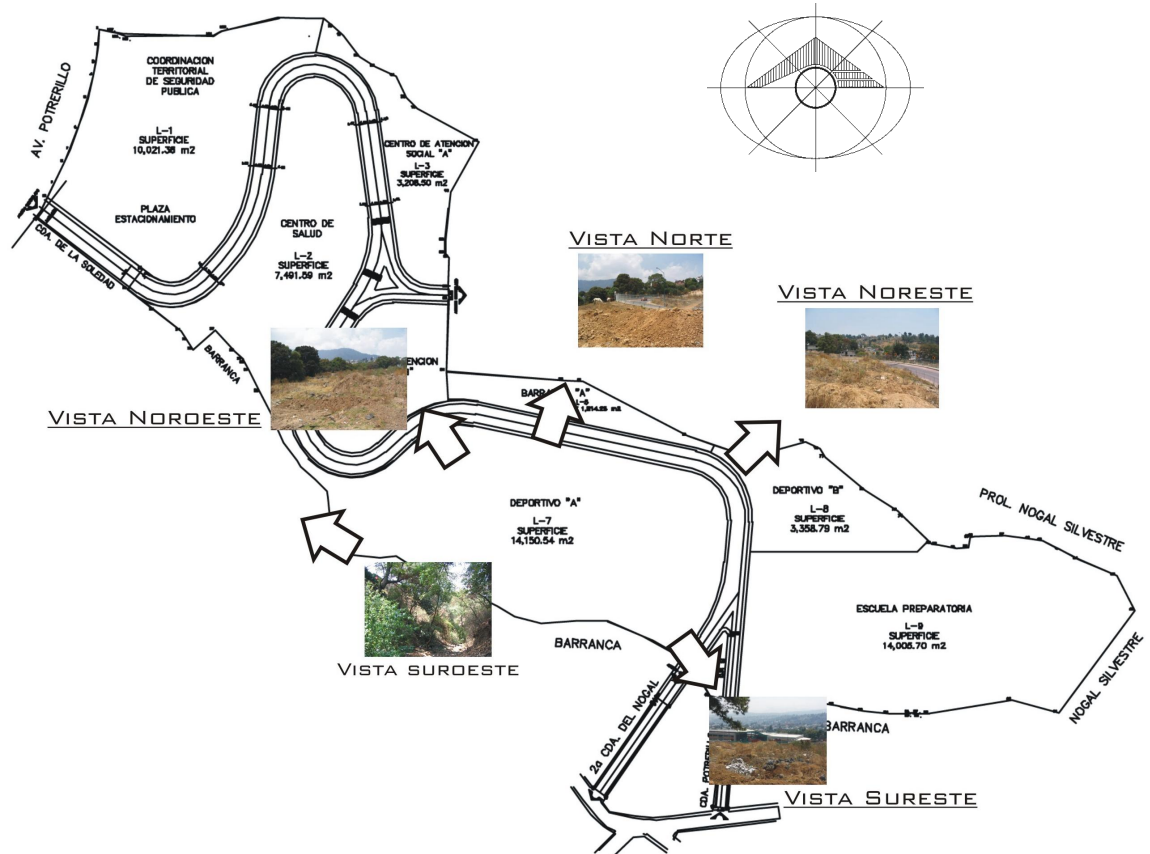 AV. POTRERILLO
COORDINACION
TERRITORIAL
DE SEGURIDAD
PUBLICA
L-1
SUPERFICIE
10,021.36 m2
PLAZA
ESTACIONAMIENTO
CDA. DE LA SOLEDAD
CENTRO DE
SALUD
L-2
SUPERFICIE
7,491.59 m2
CENTRO DE ATENCION
SOCIAL "A"
L-3
SUPERFICIE
3,208.50 m2
VISTA NORTE
VISTA NORESTE
BARRANCA
ENCION
VISTA NOROESTE
"A"
DEPORTIVO "A"
L-7
SUPERFICIE
14,150.54 m2
DEPORTIVO "B"
L-8
SUPERFICIE
3,358.79 m2
PROL. NOGAL SILVESTRE
ESCUELA PREPARATORIA
L-9
SUPERFICIE
14,008.70 m2
NOGAL SILVESTRE
VISTA SUROESTE
BARRANCA
2a CDA. DEL NOGAL
BARRANCA
VISTA SURESTE